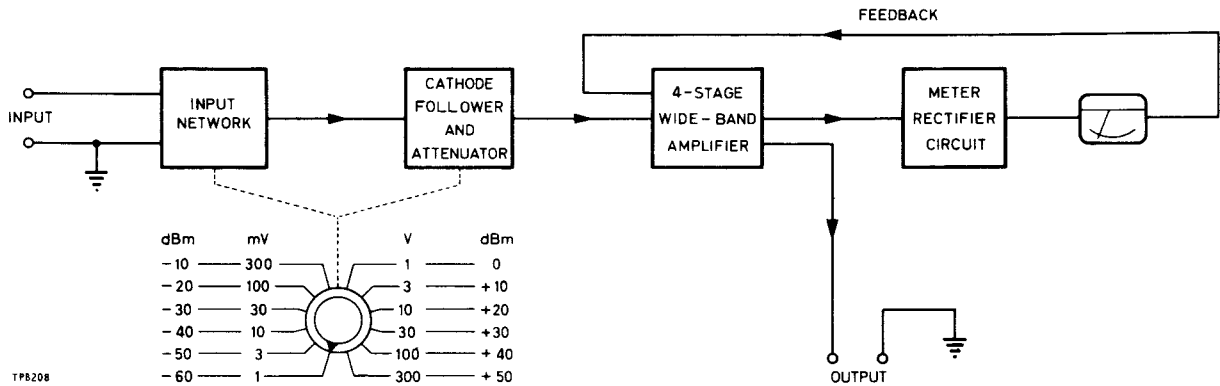 FEEDBACK
INPUT
INPUT
NETWORK
CATHODE
FOLLOWER
AND
ATTENUATOR
4-STAGE
WIDE-BAND
AMPLIFIER
METER
RECTIFIER
CIRCUIT
dBm mV V dBm
-10 300 1 0
-20 100 3 +10
-30 30 10 +20
-40 10 30 +30
-50 3 100 +40
-60 1 300 +50
OUTPUT
TPB208